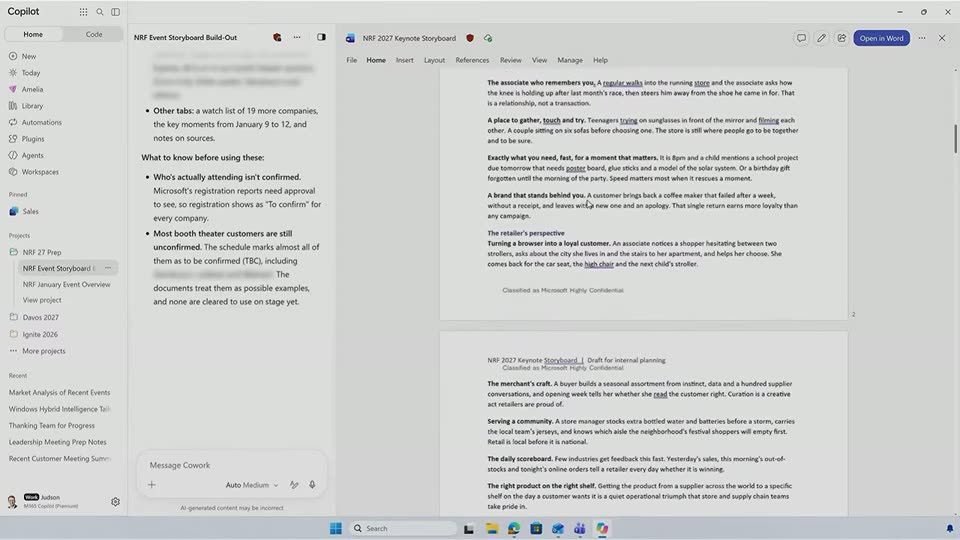 Copilot
Home
Code
New
Today
Amelia
Library
Automations
Plugins
Agents
Workspaces
Pinned
Sales
Projects
NRF 27 Prep
NRF Event Storyboard
NRF January Event Overview
View project
Davos 2027
Ignite 2026
More projects
Recent
Market Analysis of Recent Events
Windows Hybrid Intelligence
Thanking Team for Progress
Leadership Meeting Prep Notes
Recent Current Meeting
Work Judson
M365 Copilot (Premium)
NRF Event Storyboard Build-Out
• Other tabs: a watch list of 19 more companies,
the key moments from January 9 to 12, and
notes on sources.
What to know before using these:
• Who's actually attending isn't confirmed.
Microsoft's registration reports need approval
to see, so registration shows as "To confirm" for
every company.
• Most booth theater customers are still
unconfirmed. The schedule marks almost all of
them as to be confirmed (TBC), including
The
documents treat them as possible examples,
and none are cleared to use on stage yet.
Message Cowork
Auto Medium
AI-generated content may be incorrect
NRF 2027 Keynote Storyboard
Open in Word
File Home Insert Layout References Review View Manage Help
The associate who remembers you. A regular walks into the running store and the associate asks how
the knee is holding up after last month's race, then steers him away from the shoe he came in for. That
is a relationship, not a transaction.
A place to gather, touch and try. Teenagers trying on sunglasses in front of the mirror and filming each
other. A couple sitting on six sofas before choosing one. The store is still where people go to be together
and to be sure.
Exactly what you need, fast, for a moment that matters. It is 8pm and a child mentions a school project
due tomorrow that needs poster board, glue sticks and a model of the solar system. Or a birthday gift
forgotten until the morning of the party. Speed matters most when it rescues a moment.
A brand that stands behind you. A customer brings back a coffee maker that failed after a week,
without a receipt, and leaves with a new one and an apology. That single return earns more loyalty than
any campaign.
The retailer's perspective
Turning a browser into a loyal customer. An associate notices a shopper hesitating between two
strollers, asks about the city she lives in and the stairs to her apartment, and helps her choose. She
comes back for the car seat, the high chair and the next child's stroller.
Classified as Microsoft Highly Confidential
2
NRF 2027 Keynote Storyboard | Draft for internal planning
Classified as Microsoft Highly Confidential
The merchant's craft. A buyer builds a seasonal assortment from instinct, data and a hundred supplier
conversations, and opening week tells her whether she read the customer right. Curation is a creative
act retailers are proud of.
Serving a community. A store manager stocks extra bottled water and batteries before a storm, carries
the local team's jerseys, and knows which aisle the neighborhood's festival shoppers will empty first.
Retail is local before it is national.
The daily scoreboard. Few industries get feedback this fast. Yesterday's sales, this morning's out-of-
stocks and tonight's online orders tell a retailer every day whether it is winning.
The right product on the right shelf. Getting the product from a supplier across the world to a specific
shelf on the day a customer wants it is a quiet operational triumph that store and supply chain teams
take pride in.
Search